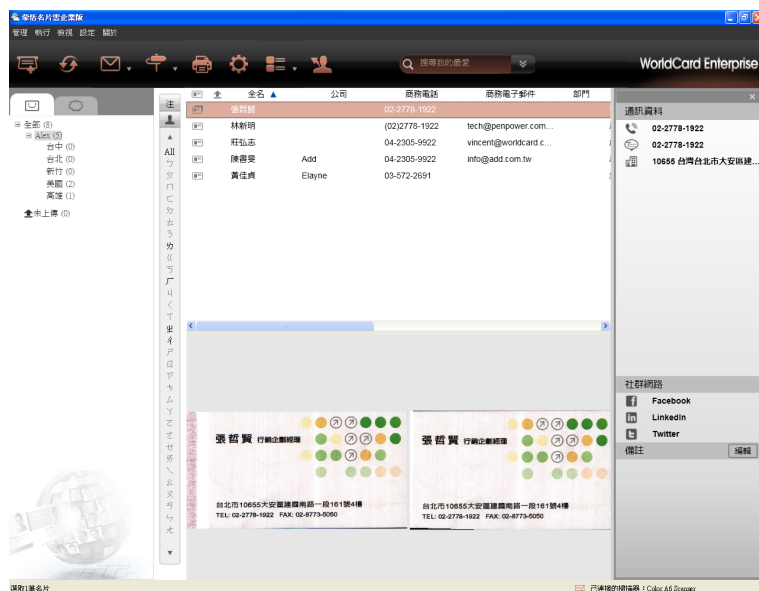 蒙恬名片雲企業版
管理 執行 檢視 設定 關於
搜尋我的最愛
WorldCard Enterprise
全名 公司 商務電話 商務電子郵件 部門
張哲賢 02-2778-1922
林新明 (02)2778-1922 tech@penpower.com...
莊弘志 04-2305-9922 vincent@worldcard.c...
陳書旻 Add 04-2305-9922 info@add.com.tw
黃佳貞 Elayne 03-572-2691
全部 (8)
Alex (5)
台中 (0)
台北 (0)
新竹 (0)
美國 (2)
高雄 (1)
未上傳 (0)
注
All
ㄅ
ㄆ
ㄇ
ㄈ
ㄉ
ㄊ
ㄋ
ㄌ
ㄍ
ㄎ
ㄏ
ㄐ
ㄑ
ㄒ
ㄓ
ㄔ
ㄕ
ㄖ
ㄗ
ㄘ
ㄙ
ㄚ
ㄛ
ㄜ
ㄝ
ㄞ
ㄟ
ㄠ
ㄡ
ㄢ
ㄣ
ㄤ
張哲賢 行銷企劃經理
台北市10655大安區建國南路一段161號4樓
TEL: 02-2778-1922 FAX: 02-8773-5050
張哲賢 行銷企劃經理
台北市10655大安區建國南路一段161號4樓
TEL: 02-2778-1922 FAX: 02-8773-5050
通訊資料
02-2778-1922
02-2778-1922
10655 台灣台北市大安區建...
社群網路
Facebook
LinkedIn
Twitter
備註 編輯
選取1筆名片
已連接的掃描器：Color A6 Scanner